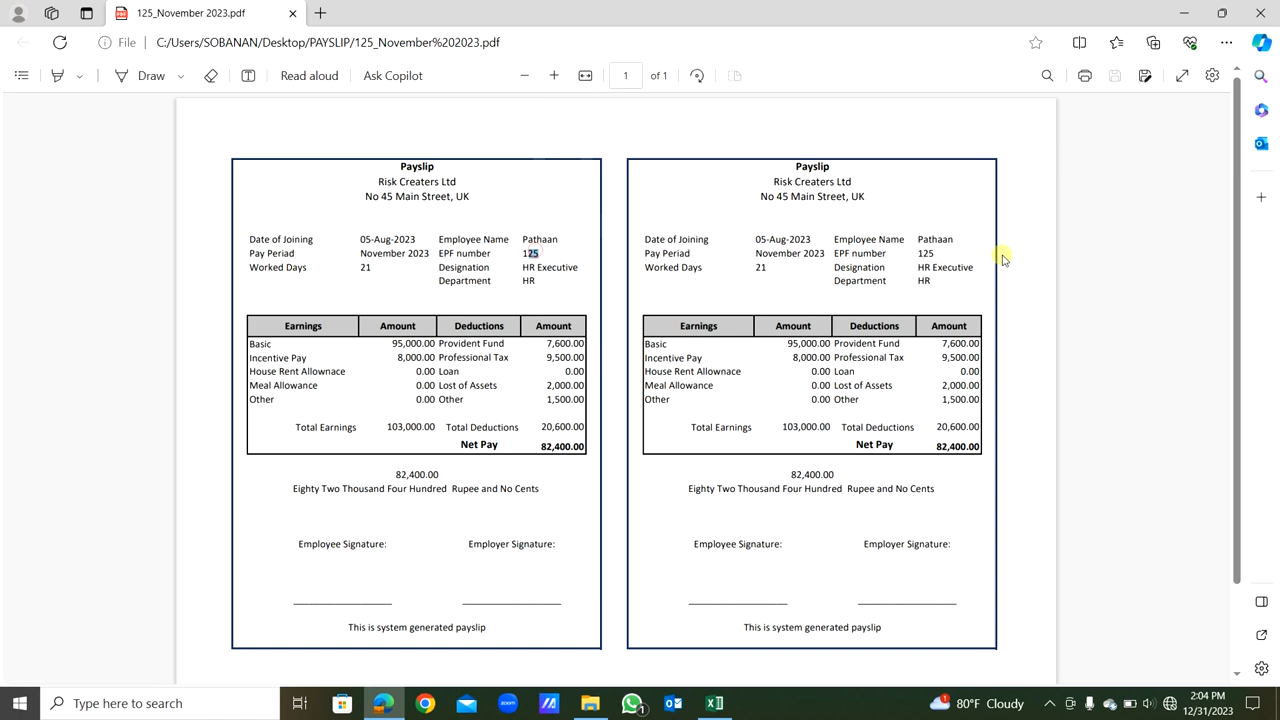 125_November 2023.pdf
File C:/Users/SOBANAN/Desktop/PAYSLIP/125_November%202023.pdf
Draw Read aloud Ask Copilot 1 of 1
Payslip
Risk Creaters Ltd
No 45 Main Street, UK
Date of Joining 05-Aug-2023 Employee Name Pathaan
Pay Periad November 2023 EPF number 125
Worked Days 21 Designation HR Executive
Department HR
Earnings Amount Deductions Amount
Basic 95,000.00 Provident Fund 7,600.00
Incentive Pay 8,000.00 Professional Tax 9,500.00
House Rent Allownace 0.00 Loan 0.00
Meal Allowance 0.00 Lost of Assets 2,000.00
Other 0.00 Other 1,500.00
Total Earnings 103,000.00 Total Deductions 20,600.00
Net Pay 82,400.00
82,400.00
Eighty Two Thousand Four Hundred Rupee and No Cents
Employee Signature: Employer Signature:
This is system generated payslip
Payslip
Risk Creaters Ltd
No 45 Main Street, UK
Date of Joining 05-Aug-2023 Employee Name Pathaan
Pay Periad November 2023 EPF number 125
Worked Days 21 Designation HR Executive
Department HR
Earnings Amount Deductions Amount
Basic 95,000.00 Provident Fund 7,600.00
Incentive Pay 8,000.00 Professional Tax 9,500.00
House Rent Allownace 0.00 Loan 0.00
Meal Allowance 0.00 Lost of Assets 2,000.00
Other 0.00 Other 1,500.00
Total Earnings 103,000.00 Total Deductions 20,600.00
Net Pay 82,400.00
82,400.00
Eighty Two Thousand Four Hundred Rupee and No Cents
Employee Signature: Employer Signature:
This is system generated payslip
Type here to search
80°F Cloudy
2:04 PM
12/31/2023